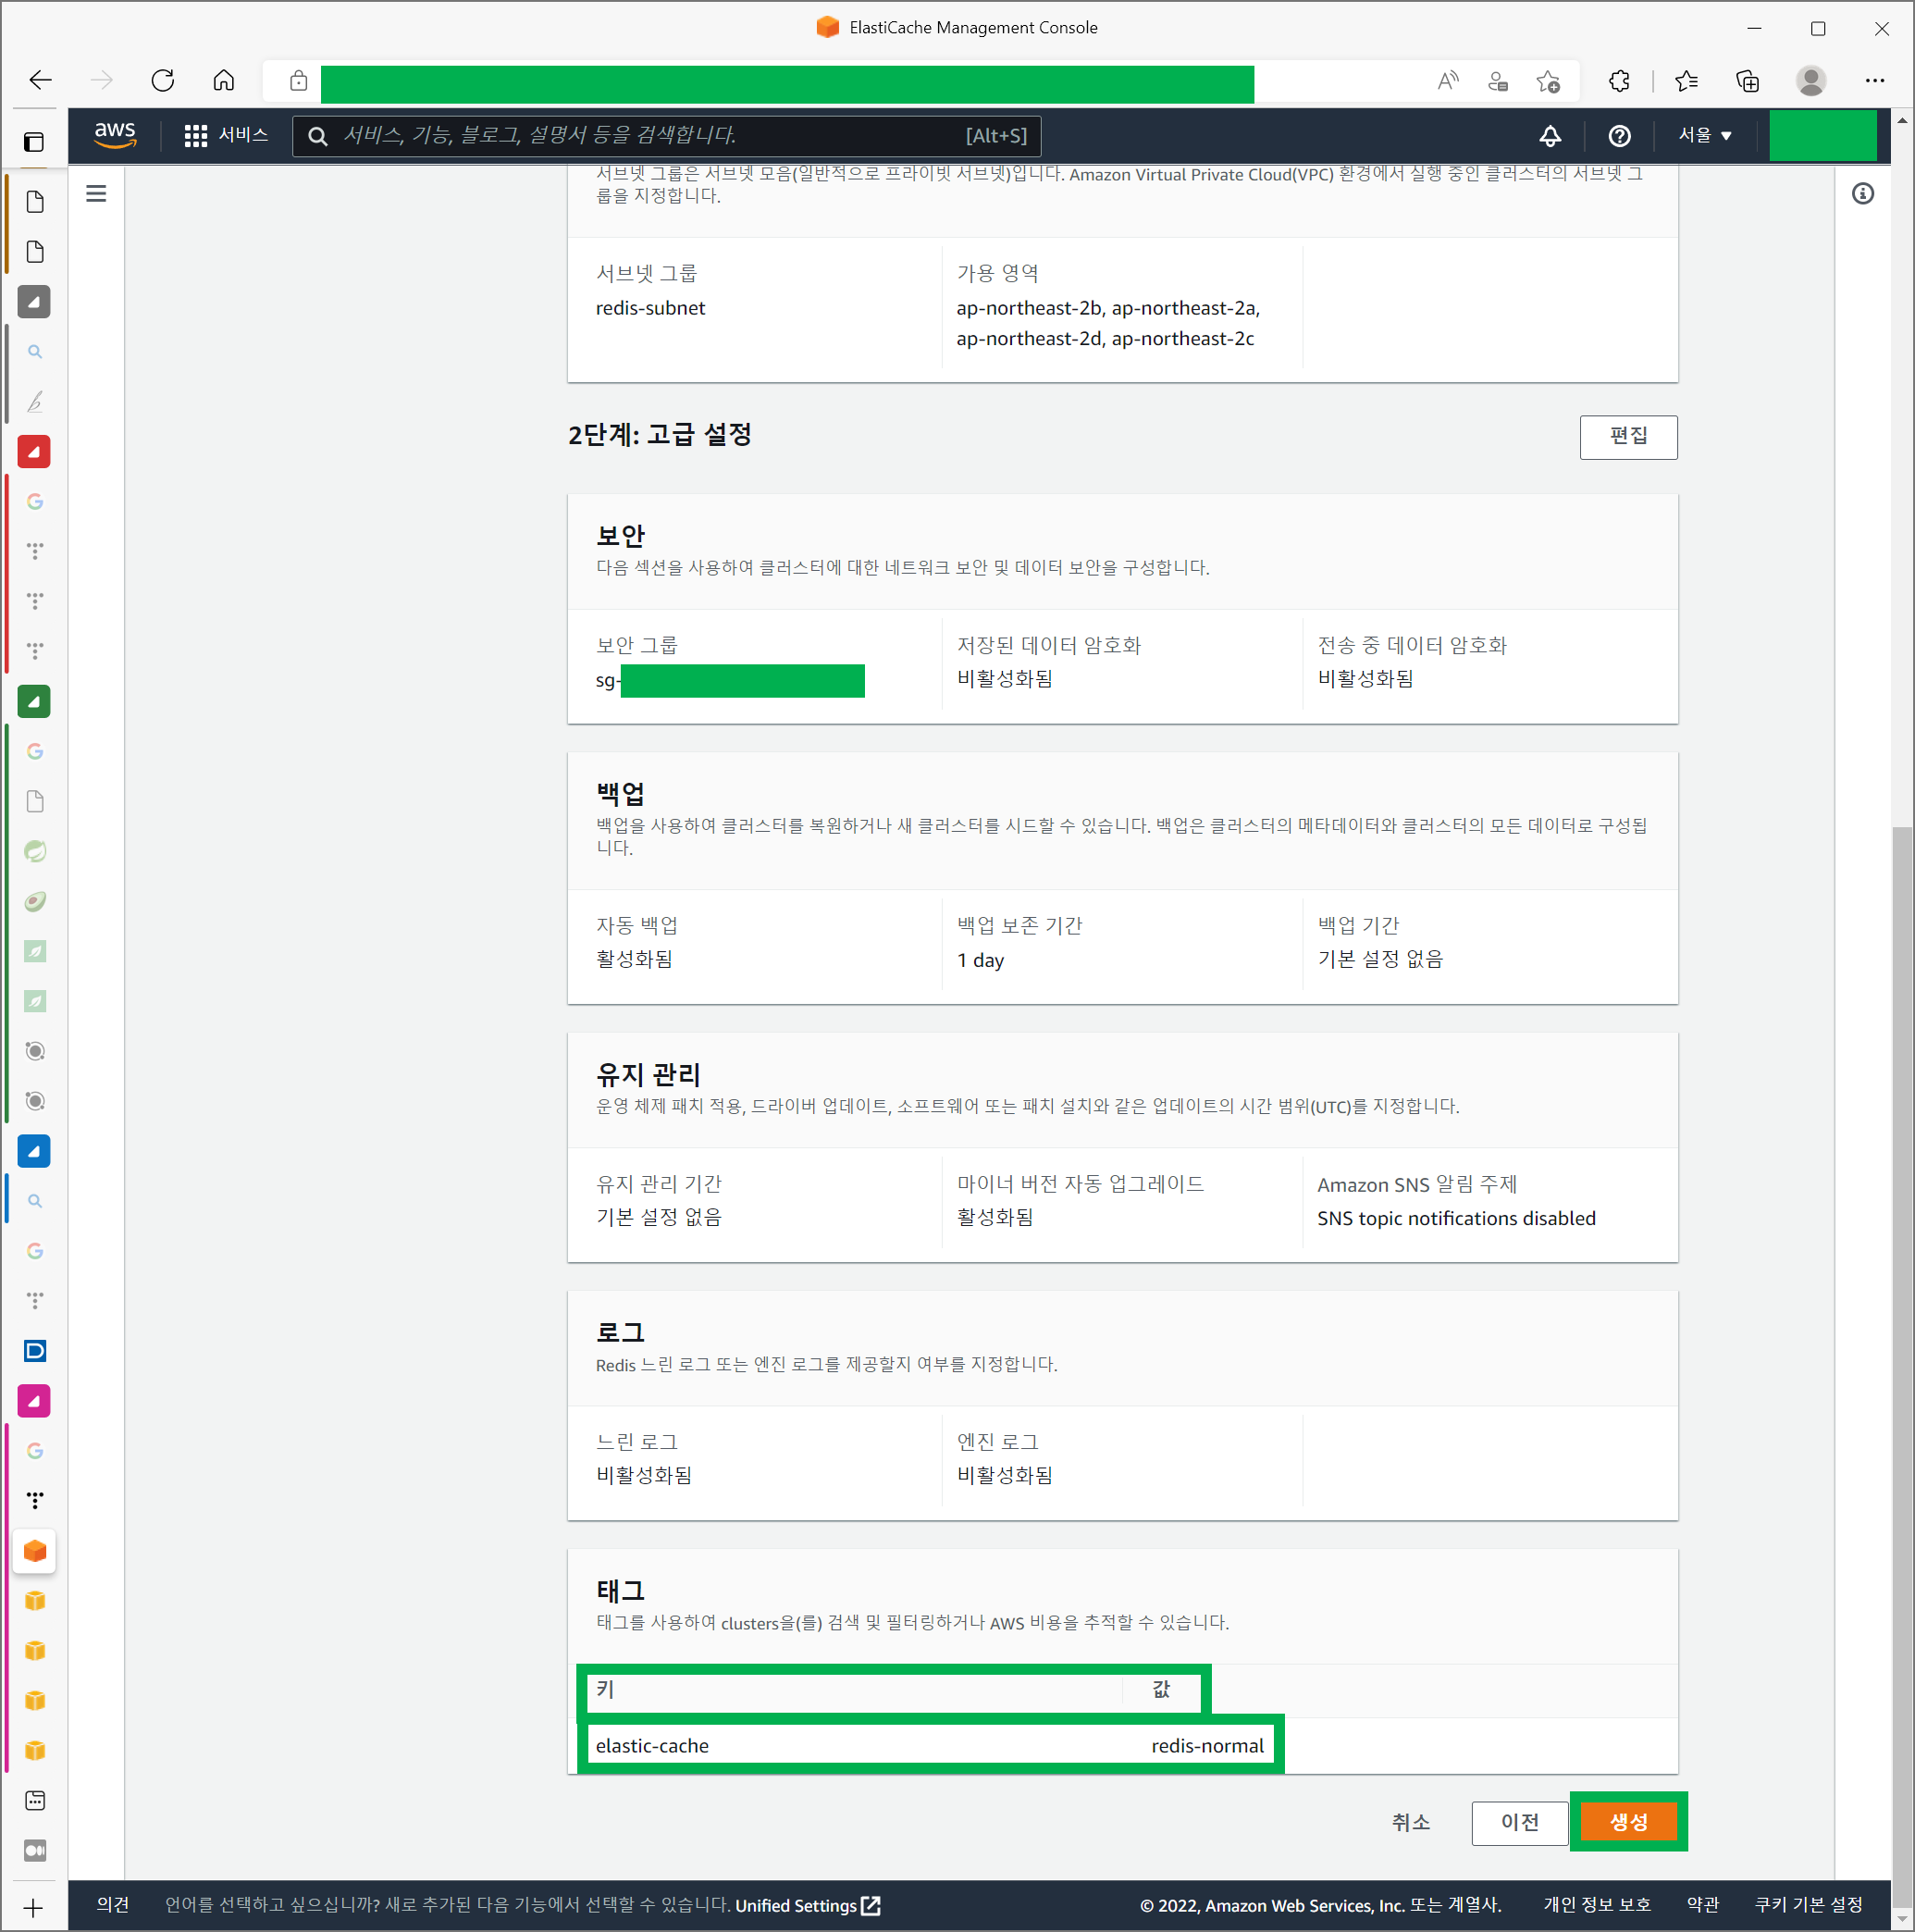 ElastiCache Management Console
aws
서비스
서비스, 기능, 블로그, 설명서 등을 검색합니다.
[Alt+S]
서울 ▼
서브넷 그룹은 서브넷 모음(일반적으로 프라이빗 서브넷)입니다. Amazon Virtual Private Cloud(VPC) 환경에서 실행 중인 클러스터의 서브넷 그
룹을 지정합니다.
서브넷 그룹
redis-subnet
가용 영역
ap-northeast-2b, ap-northeast-2a,
ap-northeast-2d, ap-northeast-2c
2단계: 고급 설정
편집
보안
다음 섹션을 사용하여 클러스터에 대한 네트워크 보안 및 데이터 보안을 구성합니다.
보안 그룹
sg-
저장된 데이터 암호화
비활성화됨
전송 중 데이터 암호화
비활성화됨
백업
백업을 사용하여 클러스터를 복원하거나 새 클러스터를 시드할 수 있습니다. 백업은 클러스터의 메타데이터와 클러스터의 모든 데이터로 구성됩
니다.
자동 백업
활성화됨
백업 보존 기간
1 day
백업 기간
기본 설정 없음
유지 관리
운영 체제 패치 적용, 드라이버 업데이트, 소프트웨어 또는 패치 설치와 같은 업데이트의 시간 범위(UTC)를 지정합니다.
유지 관리 기간
기본 설정 없음
마이너 버전 자동 업그레이드
활성화됨
Amazon SNS 알림 주제
SNS topic notifications disabled
로그
Redis 느린 로그 또는 엔진 로그를 제공할지 여부를 지정합니다.
느린 로그
비활성화됨
엔진 로그
비활성화됨
태그
태그를 사용하여 clusters을(를) 검색 및 필터링하거나 AWS 비용을 추적할 수 있습니다.
키
값
elastic-cache
redis-normal
취소
이전
생성
의견
언어를 선택하고 싶으십니까? 새로 추가된 다음 기능에서 선택할 수 있습니다. Unified Settings
© 2022, Amazon Web Services, Inc. 또는 계열사.
개인 정보 보호
약관
쿠키 기본 설정